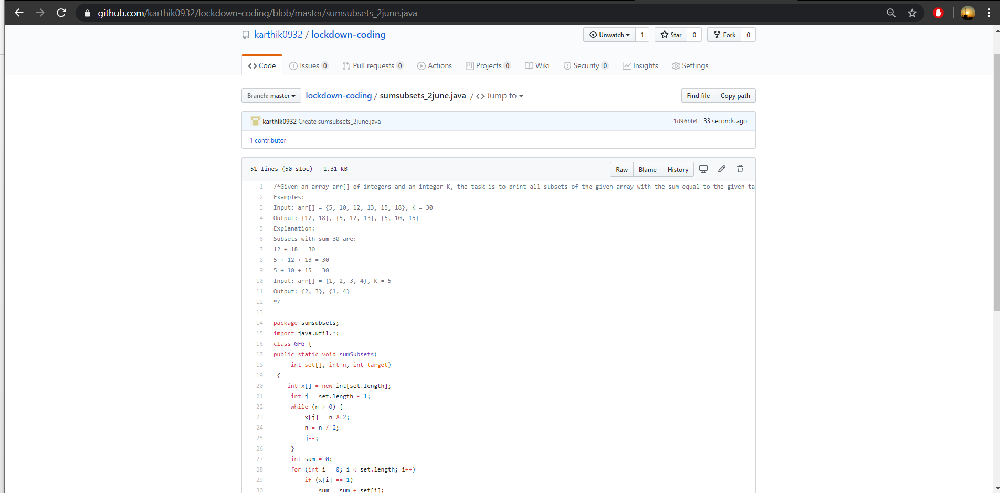 github.com/karthik0932/lockdown-coding/blob/master/sumsubsets_2june.java
karthik0932 / lockdown-coding
Unwatch 1 Star 0 Fork 0
Code Issues 0 Pull requests 0 Actions Projects 0 Wiki Security 0 Insights Settings
Branch: master lockdown-coding / sumsubsets_2june.java / <> Jump to Find file Copy path
karthik0932 Create sumsubsets_2june.java 1d96bb4 33 seconds ago
1 contributor
51 lines (50 sloc) 1.31 KB Raw Blame History
1 /*Given an array arr[] of integers and an integer K, the task is to print all subsets of the given array with the sum equal to the given ta
2 Examples:
3 Input: arr[] = {5, 10, 12, 13, 15, 18}, K = 30
4 Output: {12, 18}, {5, 12, 13}, {5, 10, 15}
5 Explanation:
6 Subsets with sum 30 are:
7 12 + 18 = 30
8 5 + 12 + 13 = 30
9 5 + 10 + 15 = 30
10 Input: arr[] = {1, 2, 3, 4}, K = 5
11 Output: {2, 3}, {1, 4}
12 */
13
14 package sumsubsets;
15 import java.util.*;
16 class GFG {
17 public static void sumSubsets(
18 int set[], int n, int target)
19 {
20 int x[] = new int[set.length];
21 int j = set.length - 1;
22 while (n > 0) {
23 x[j] = n % 2;
24 n = n / 2;
25 j--;
26 }
27 int sum = 0;
28 for (int i = 0; i < set.length; i++)
29 if (x[i] == 1)
30 sum = sum + set[i];